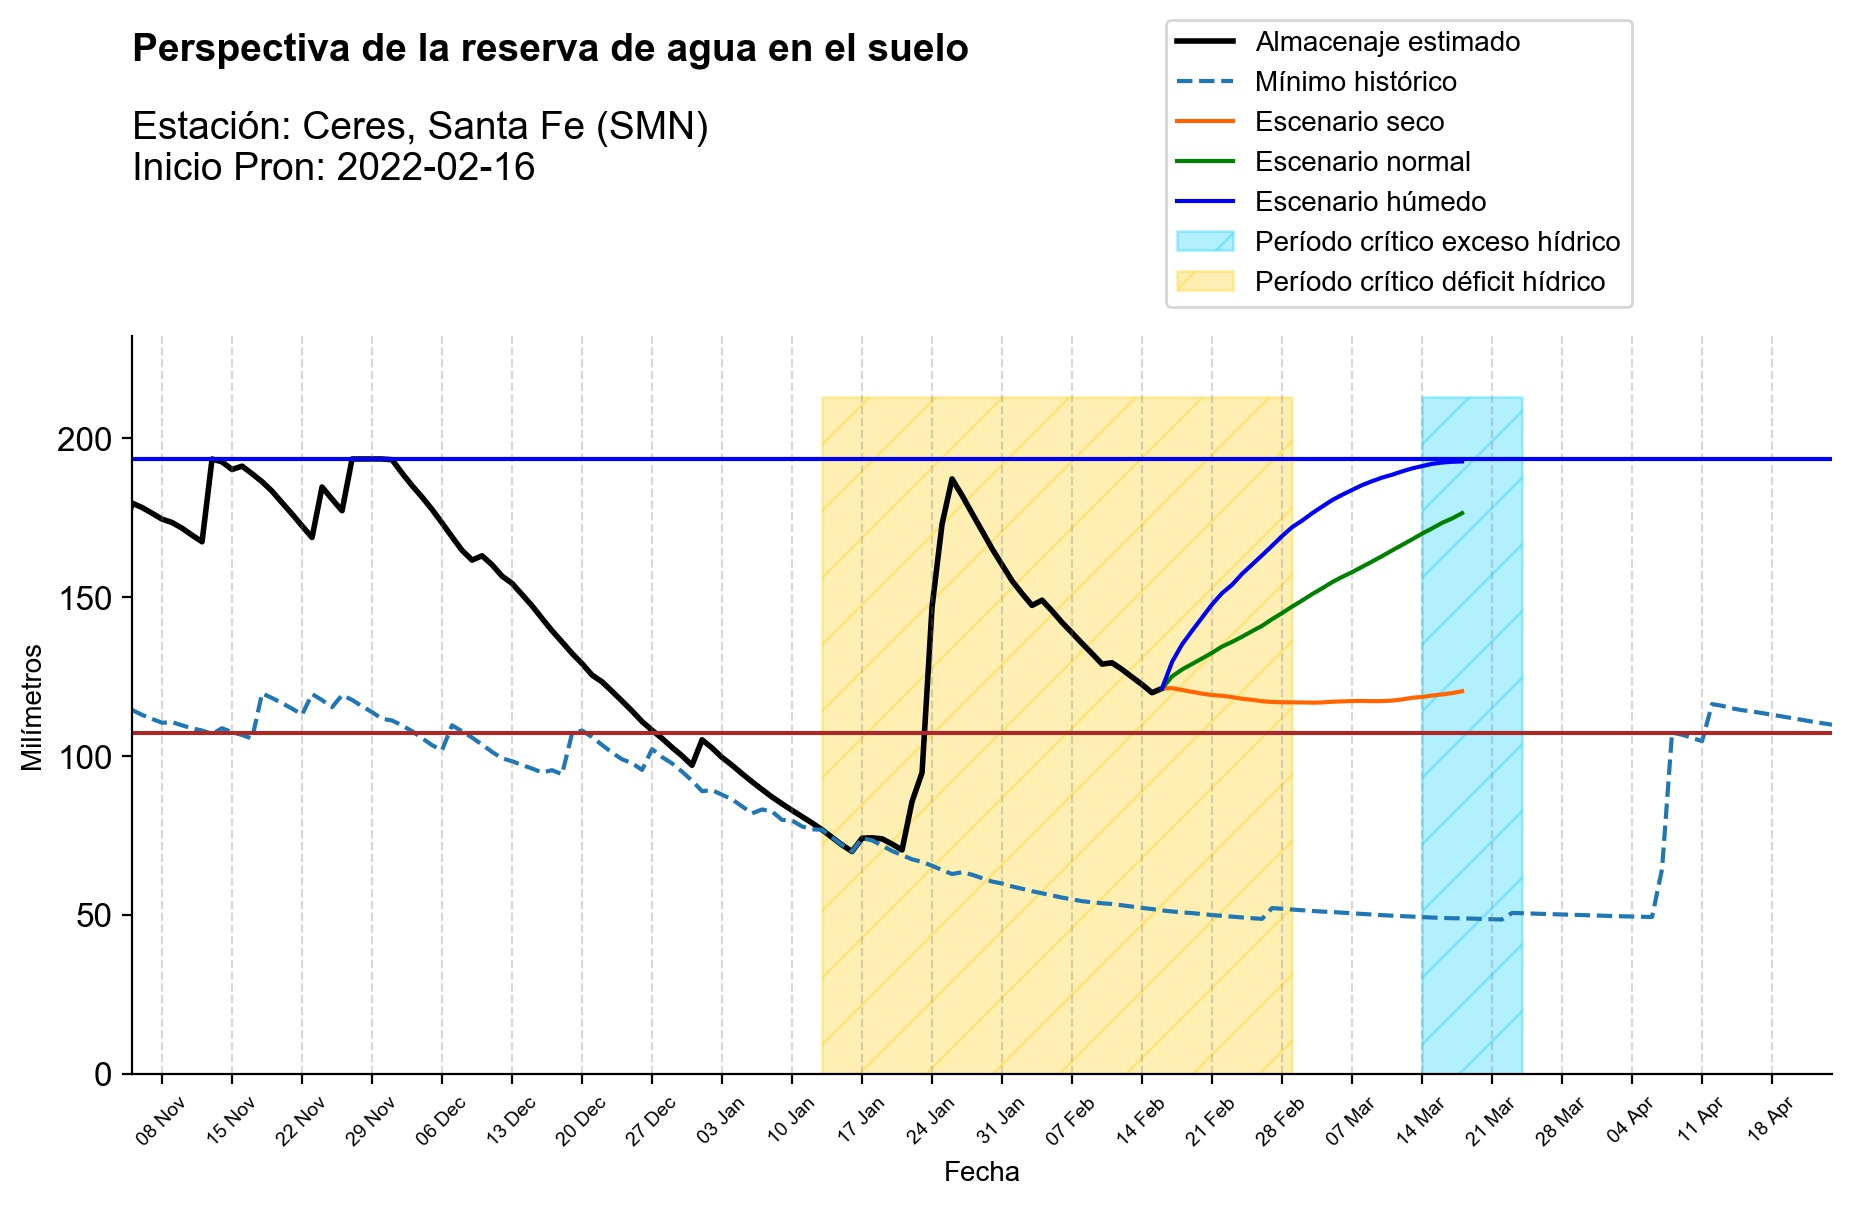 Perspectiva de la reserva de agua en el suelo
Estación: Ceres, Santa Fe (SMN)
Inicio Pron: 2022-02-16
Almacenaje estimado
Mínimo histórico
Escenario seco
Escenario normal
Escenario húmedo
Período crítico exceso hídrico
Período crítico déficit hídrico
200
150
100
50
0
Milímetros
08 Nov
15 Nov
22 Nov
29 Nov
06 Dec
13 Dec
20 Dec
27 Dec
03 Jan
10 Jan
17 Jan
24 Jan
31 Jan
07 Feb
14 Feb
21 Feb
28 Feb
07 Mar
14 Mar
21 Mar
28 Mar
04 Apr
11 Apr
18 Apr
Fecha